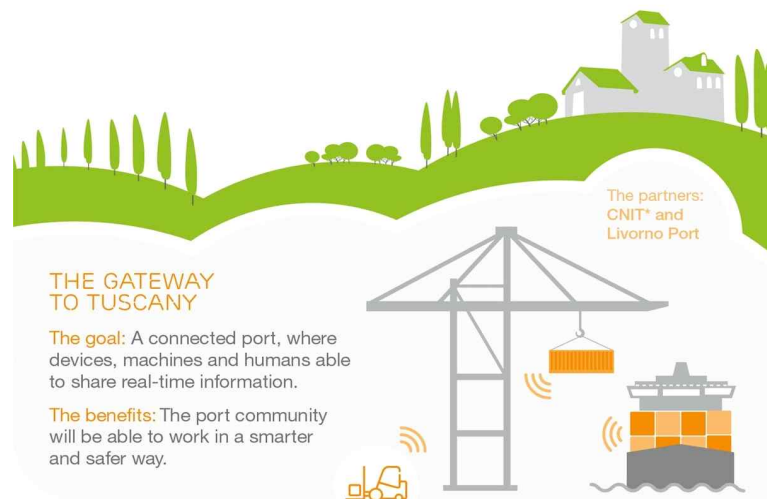 The partners:
CNIT* and
Livorno Port
THE GATEWAY
TO TUSCANY
The goal: A connected port, where
devices, machines and humans able
to share real-time information.
The benefits: The port community
will be able to work in a smarter
and safer way.